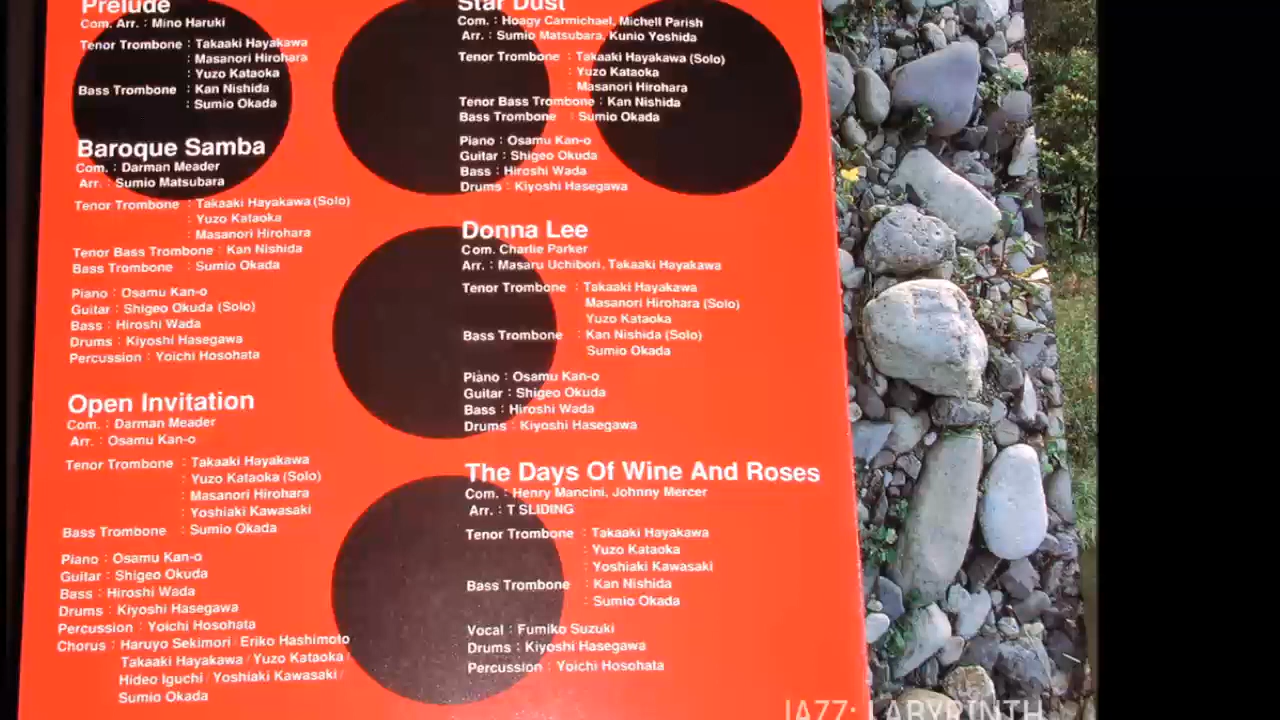 Prelude
Com. Arr. : Mino Haruki
Tenor Trombone : Takaaki Hayakawa
: Masanori Hirohara
: Yuzo Kataoka
Bass Trombone : Kan Nishida
: Sumio Okada
Baroque Samba
Com. : Darman Meader
Arr. : Sumio Matsubara
Tenor Trombone : Takaaki Hayakawa (Solo)
: Yuzo Kataoka
: Masanori Hirohara
Tenor Bass Trombone : Kan Nishida
Bass Trombone : Sumio Okada
Piano : Osamu Kan-o
Guitar : Shigeo Okuda (Solo)
Bass : Hiroshi Wada
Drums : Kiyoshi Hasegawa
Percussion : Yoichi Hosohata
Open Invitation
Com. : Darman Meader
Arr. : Osamu Kan-o
Tenor Trombone : Takaaki Hayakawa
: Yuzo Kataoka (Solo)
: Masanori Hirohara
: Yoshiaki Kawasaki
Bass Trombone : Sumio Okada
Piano : Osamu Kan-o
Guitar : Shigeo Okuda
Bass : Hiroshi Wada
Drums : Kiyoshi Hasegawa
Percussion : Yoichi Hosohata
Chorus : Haruyo Sekimori / Eriko Hashimoto
Takaaki Hayakawa / Yuzo Kataoka /
Hideo Iguchi / Yoshiaki Kawasaki /
Sumio Okada
Star Dust
Com. : Hoagy Carmichael, Michell Parish
Arr. : Sumio Matsubara, Kunio Yoshida
Tenor Trombone : Takaaki Hayakawa (Solo)
: Yuzo Kataoka
: Masanori Hirohara
Tenor Bass Trombone : Kan Nishida
Bass Trombone : Sumio Okada
Piano : Osamu Kan-o
Guitar : Shigeo Okuda
Bass : Hiroshi Wada
Drums : Kiyoshi Hasegawa
Donna Lee
Com. Charlie Parker
Arr. : Masaru Uchibori, Takaaki Hayakawa
Tenor Trombone : Takaaki Hayakawa
Masanori Hirohara (Solo)
Yuzo Kataoka
Bass Trombone : Kan Nishida (Solo)
Sumio Okada
Piano : Osamu Kan-o
Guitar : Shigeo Okuda
Bass : Hiroshi Wada
Drums : Kiyoshi Hasegawa
The Days Of Wine And Roses
Com. : Henry Mancini, Johnny Mercer
Arr. : T SLIDING
Tenor Trombone : Takaaki Hayakawa
: Yuzo Kataoka
: Yoshiaki Kawasaki
Bass Trombone : Kan Nishida
: Sumio Okada
Vocal : Fumiko Suzuki
Drums : Kiyoshi Hasegawa
Percussion : Yoichi Hosohata
JAZZ: LABYRINTH